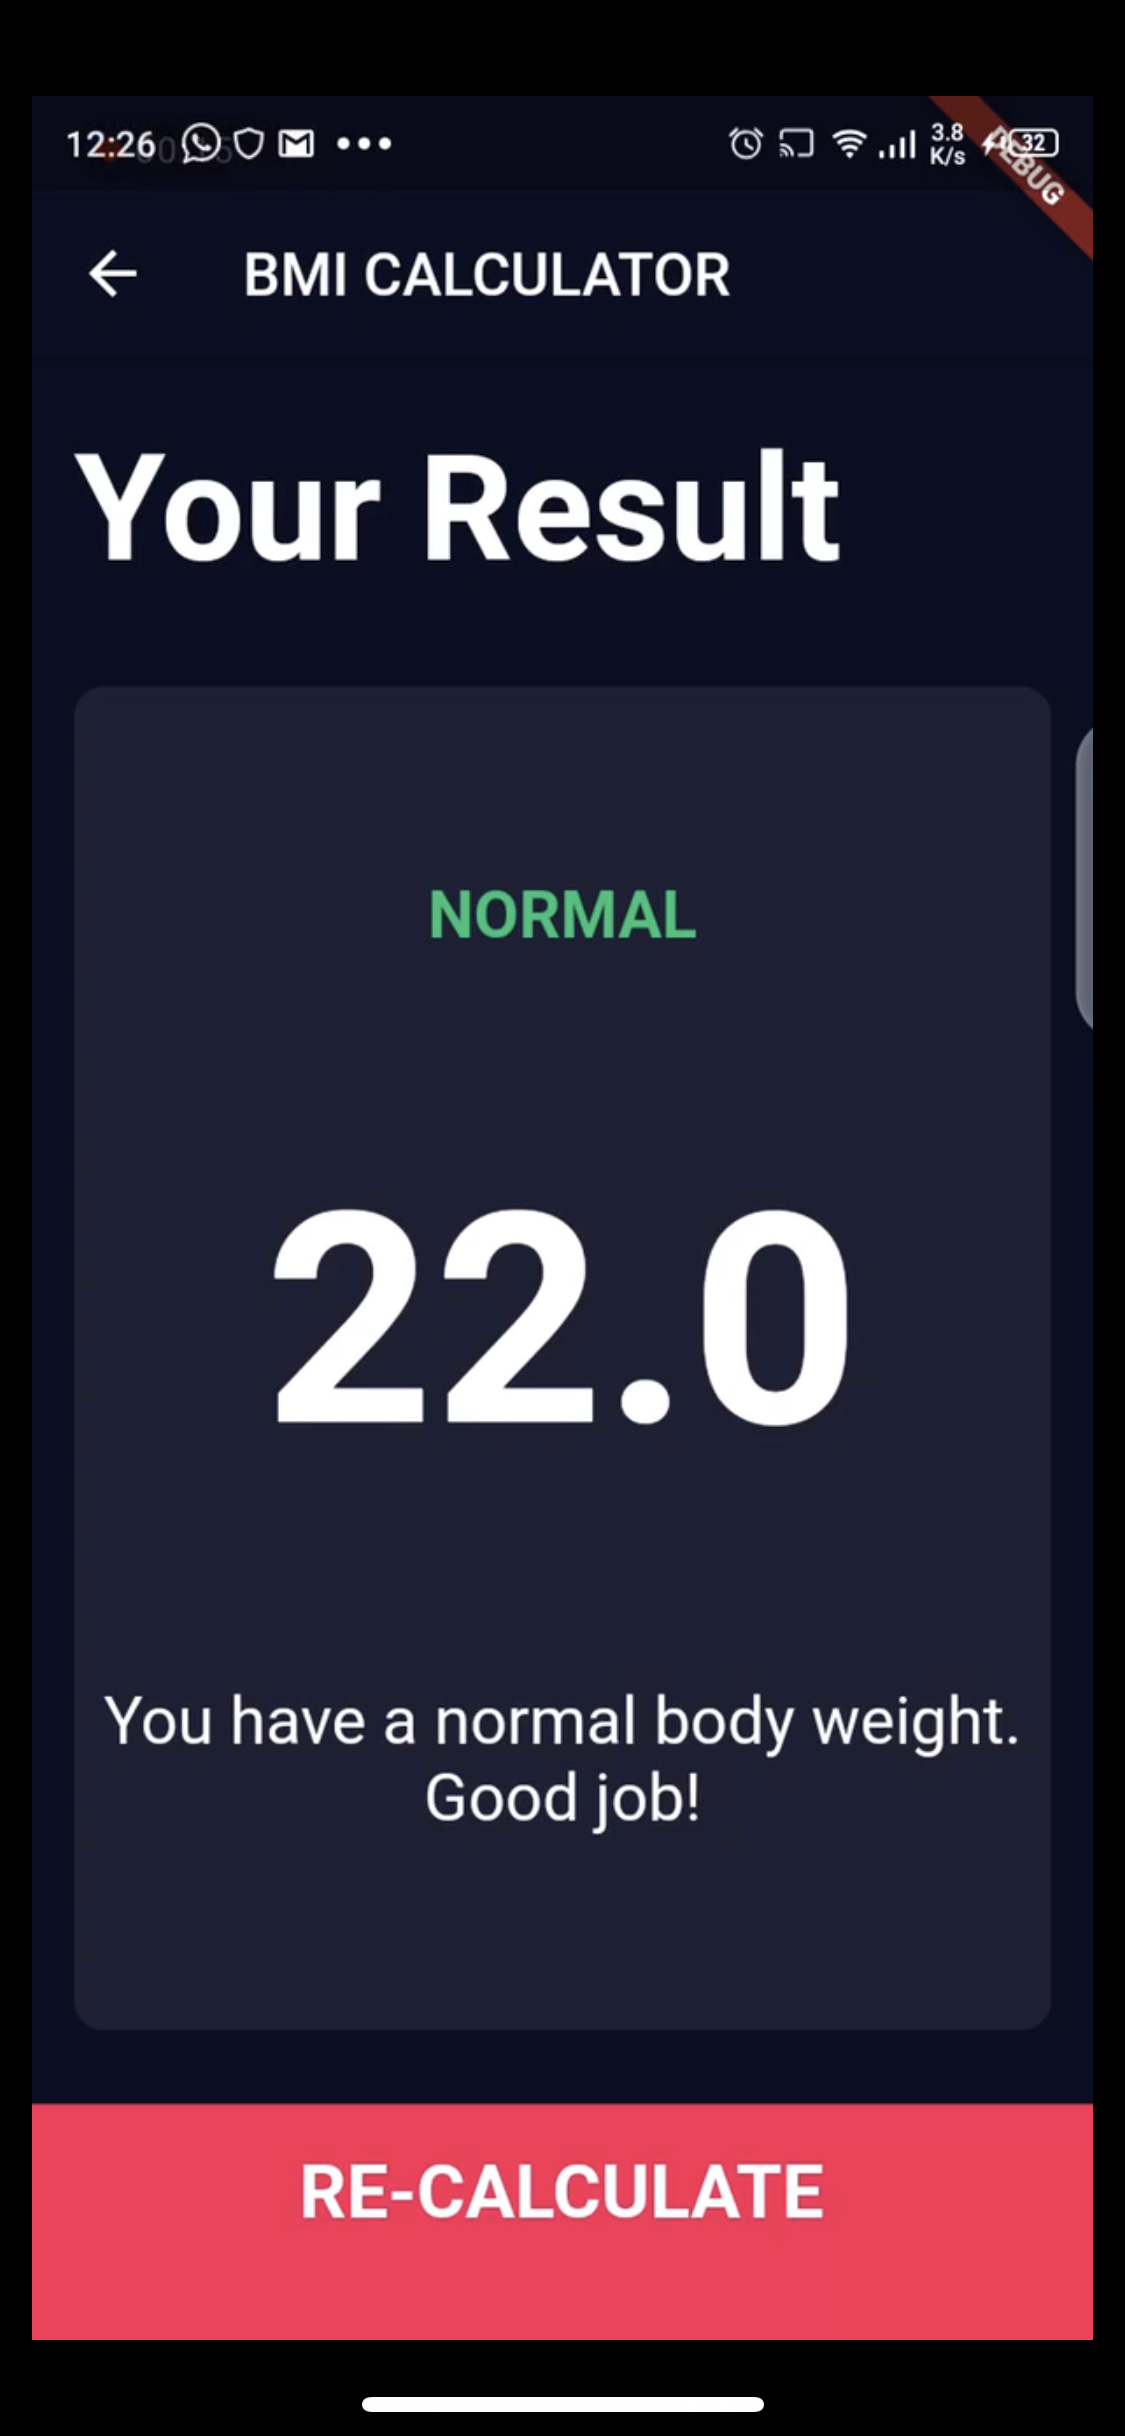 12:26
3.8
K/s
32
DEBUG
BMI CALCULATOR
Your Result
NORMAL
22.0
You have a normal body weight.
Good job!
RE-CALCULATE